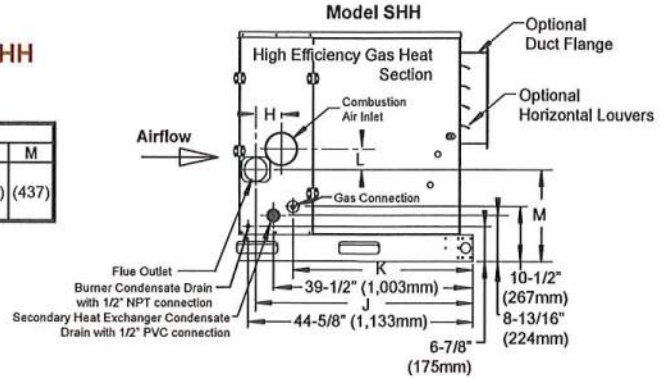 Model SHH
HH
High Efficiency Gas Heat
Section
Optional
Duct Flange
Optional
Horizontal Louvers
Combustion
Air Inlet
H
Airflow
L
M
) (437)
Gas Connection
M
Flue Outlet
Burner Condensate Drain
with 1/2" NPT connection
Secondary Heat Exchanger Condensate
Drain with 1/2" PVC connection
K
39-1/2" (1,003mm)
J
44-5/8" (1,133mm)
10-1/2"
(267mm)
8-13/16"
(224mm)
6-7/8"
(175mm)